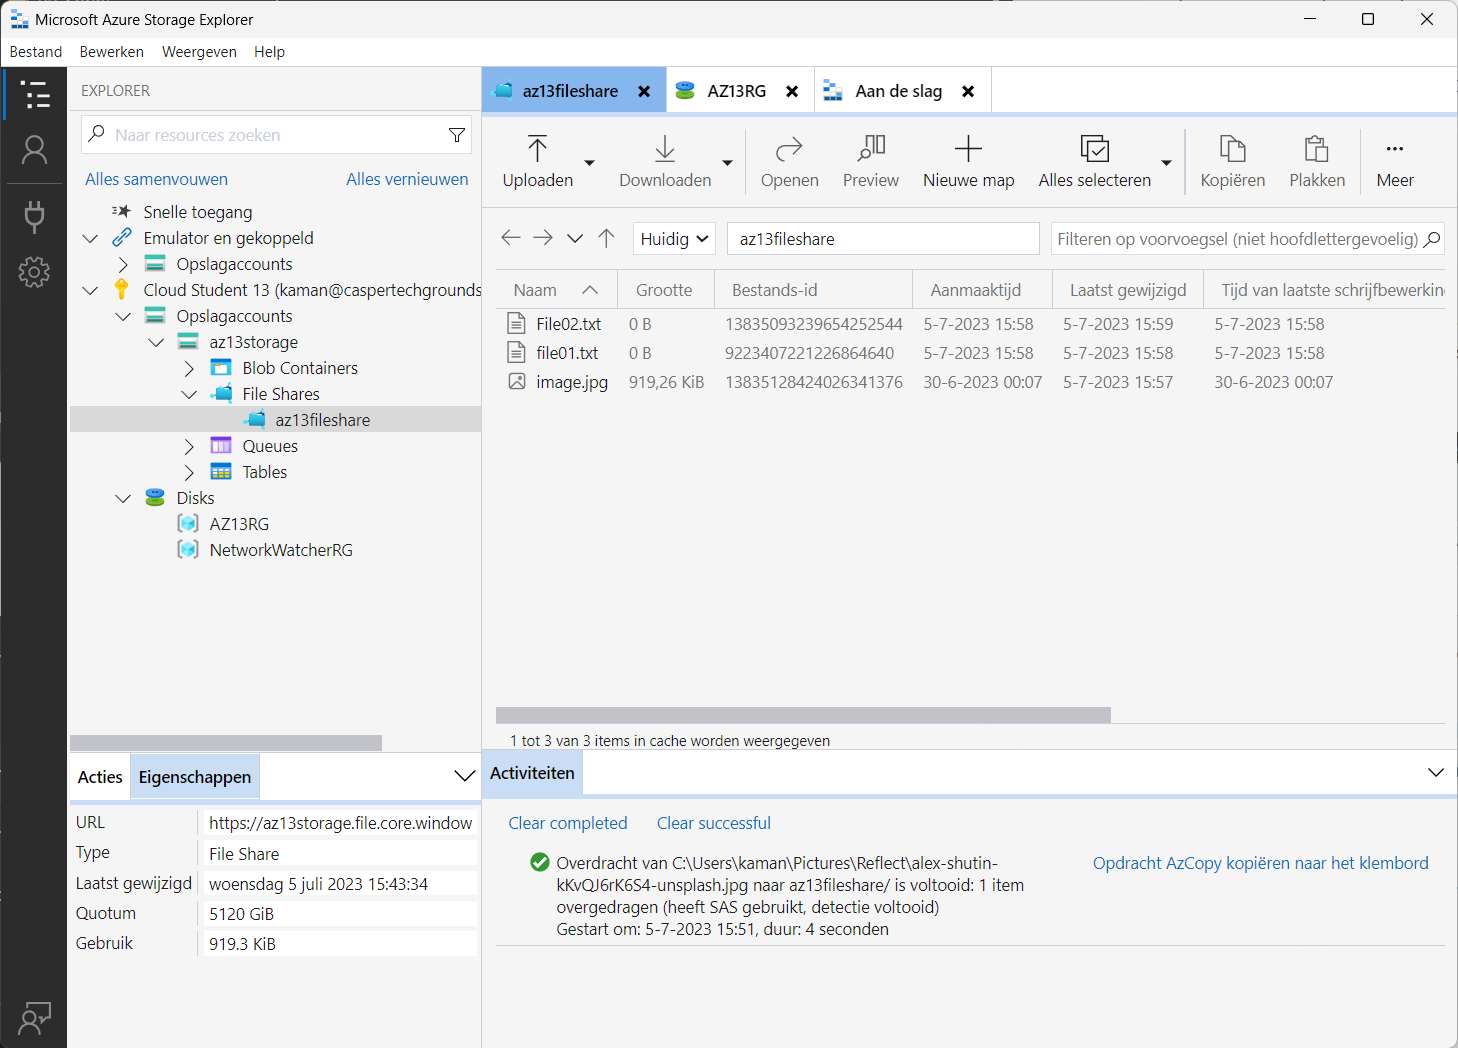 Microsoft Azure Storage Explorer
Bestand Bewerken Weergeven Help
EXPLORER
Naar resources zoeken
Alles samenvouwen Alles vernieuwen
Snelle toegang
Emulator en gekoppeld
Opslagaccounts
Cloud Student 13 (kaman@caspertechgrounds
Opslagaccounts
az13storage
Blob Containers
File Shares
az13fileshare
Queues
Tables
Disks
AZ13RG
NetworkWatcherRG
Acties Eigenschappen
URL https://az13storage.file.core.window
Type File Share
Laatst gewijzigd woensdag 5 juli 2023 15:43:34
Quotum 5120 GiB
Gebruik 919.3 KiB
az13fileshare AZ13RG Aan de slag
Uploaden Downloaden Openen Preview Nieuwe map Alles selecteren Kopiëren Plakken Meer
Huidig az13fileshare Filteren op voorvoegsel (niet hoofdlettergevoelig)
Naam Grootte Bestands-id Aanmaaktijd Laatst gewijzigd Tijd van laatste schrijfbewerkin
File02.txt 0 B 13835093239654252544 5-7-2023 15:58 5-7-2023 15:59 5-7-2023 15:58
file01.txt 0 B 9223407221226864640 5-7-2023 15:58 5-7-2023 15:58 5-7-2023 15:58
image.jpg 919,26 KiB 13835128424026341376 30-6-2023 00:07 5-7-2023 15:57 30-6-2023 00:07
1 tot 3 van 3 items in cache worden weergegeven
Activiteiten
Clear completed Clear successful
Overdracht van C:\Users\kaman\Pictures\Reflect\alex-shutin- Opdracht AzCopy kopiëren naar het klembord
kKvQJ6rK6S4-unsplash.jpg naar az13fileshare/ is voltooid: 1 item
overgedragen (heeft SAS gebruikt, detectie voltooid)
Gestart om: 5-7-2023 15:51, duur: 4 seconden